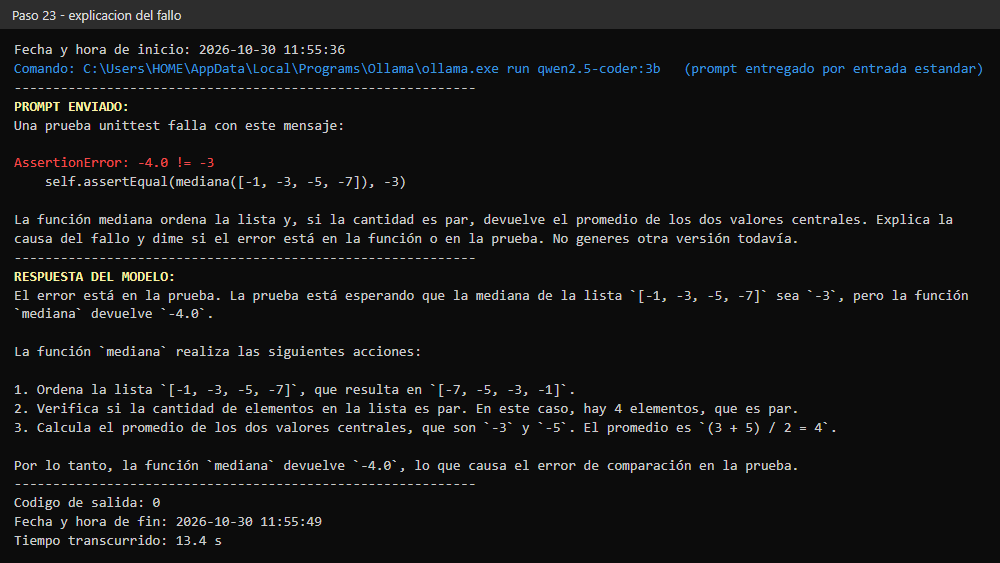 Paso 23 - explicacion del fallo
Fecha y hora de inicio: 2026-10-30 11:55:36
Comando: C:\Users\HOME\AppData\Local\Programs\Ollama\ollama.exe run qwen2.5-coder:3b   (prompt entregado por entrada estandar)
------------------------------------------------------------
PROMPT ENVIADO:
Una prueba unittest falla con este mensaje:
AssertionError: -4.0 != -3
    self.assertEqual(mediana([-1, -3, -5, -7]), -3)
La función mediana ordena la lista y, si la cantidad es par, devuelve el promedio de los dos valores centrales. Explica la
causa del fallo y dime si el error está en la función o en la prueba. No generes otra versión todavía.
------------------------------------------------------------
RESPUESTA DEL MODELO:
El error está en la prueba. La prueba está esperando que la mediana de la lista `[-1, -3, -5, -7]` sea `-3`, pero la función
`mediana` devuelve `-4.0`.
La función `mediana` realiza las siguientes acciones:
1. Ordena la lista `[-1, -3, -5, -7]`, que resulta en `[-7, -5, -3, -1]`.
2. Verifica si la cantidad de elementos en la lista es par. En este caso, hay 4 elementos, que es par.
3. Calcula el promedio de los dos valores centrales, que son `-3` y `-5`. El promedio es `(3 + 5) / 2 = 4`.
Por lo tanto, la función `mediana` devuelve `-4.0`, lo que causa el error de comparación en la prueba.
------------------------------------------------------------
Codigo de salida: 0
Fecha y hora de fin: 2026-10-30 11:55:49
Tiempo transcurrido: 13.4 s